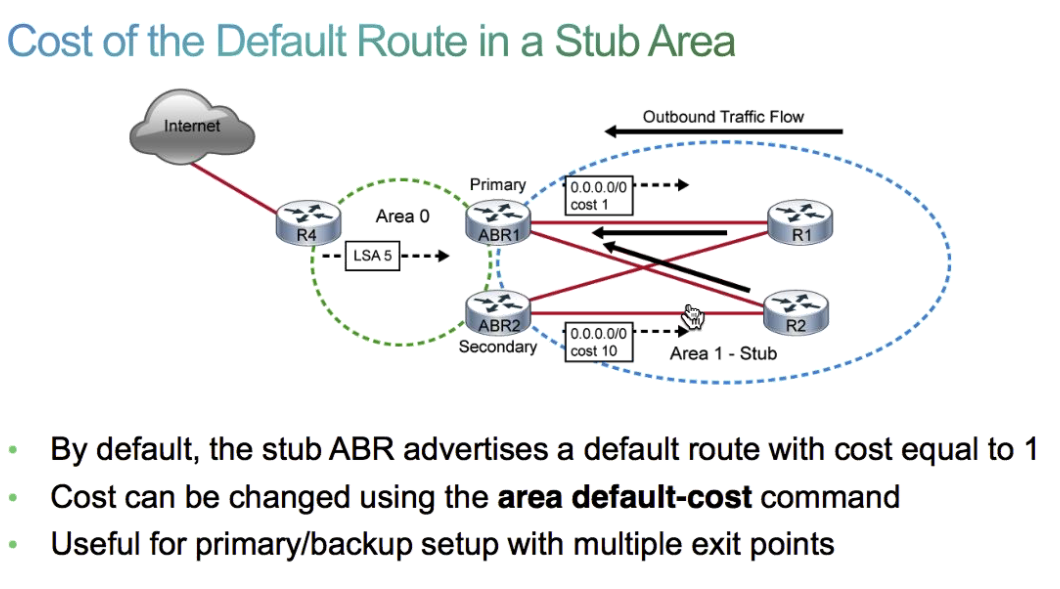 Cost of the Default Route in a Stub Area
Internet
Outbound Traffic Flow
Primary
0.0.0.0/0
cost 1
Area 0
R4
ABR1
R1
LSA 5
ABR2
R2
Secondary
0.0.0.0/0
cost 10
Area 1 - Stub
• By default, the stub ABR advertises a default route with cost equal to 1
• Cost can be changed using the area default-cost command
• Useful for primary/backup setup with multiple exit points